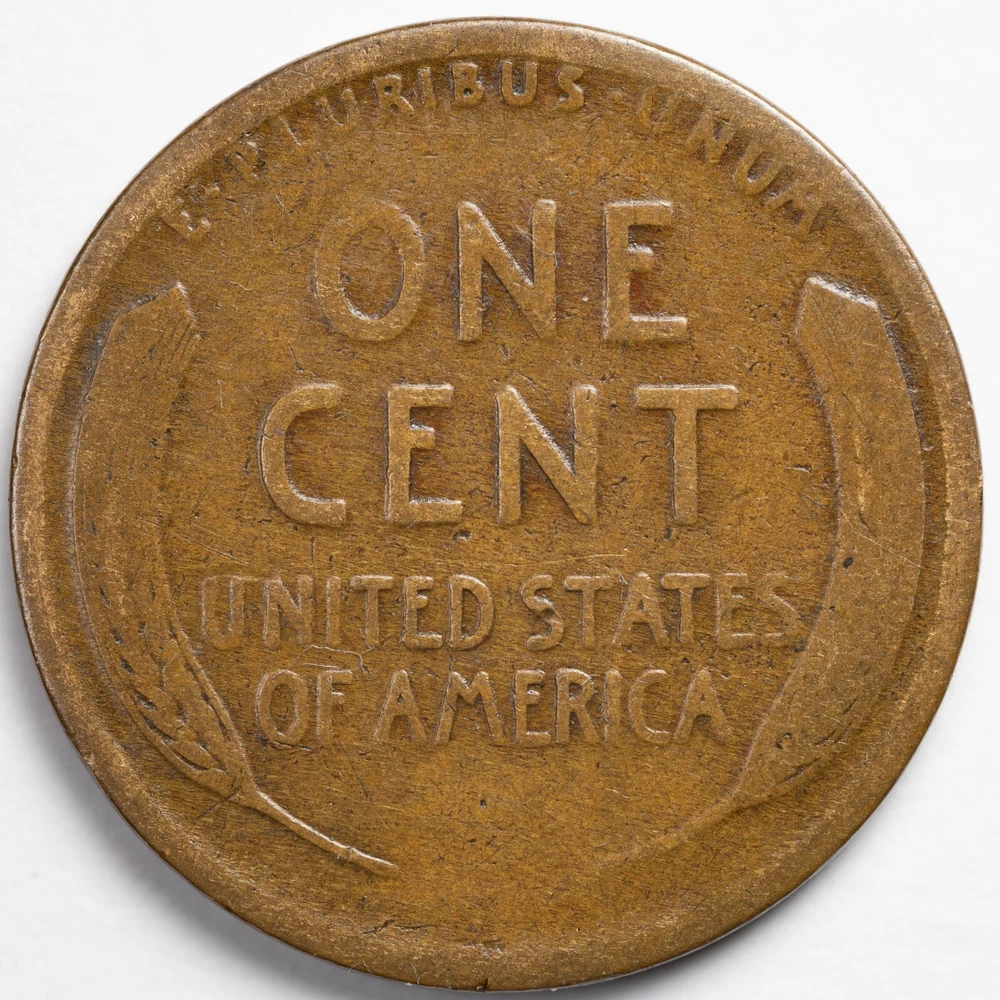 E·PLURIBUS·UNUM
ONE
CENT
UNITED STATES
OF AMERICA